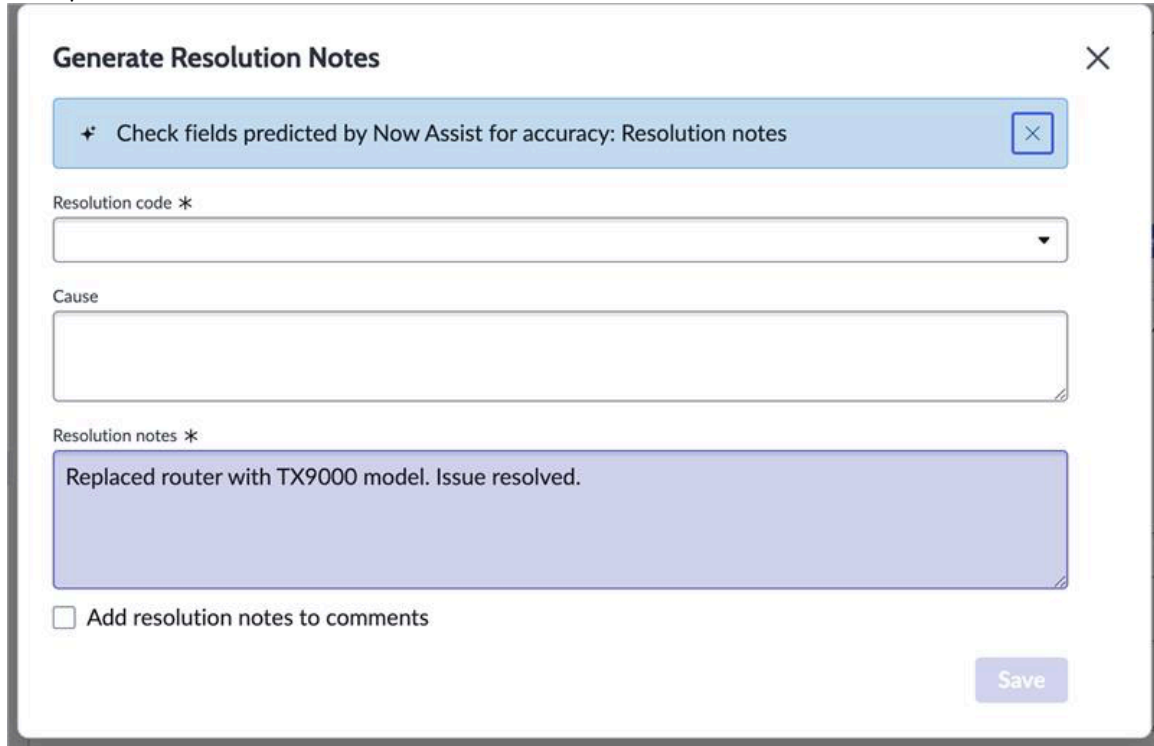 Generate Resolution Notes
Check fields predicted by Now Assist for accuracy: Resolution notes
Resolution code *
Cause
Resolution notes *
Replaced router with TX9000 model. Issue resolved.
Add resolution notes to comments
Save